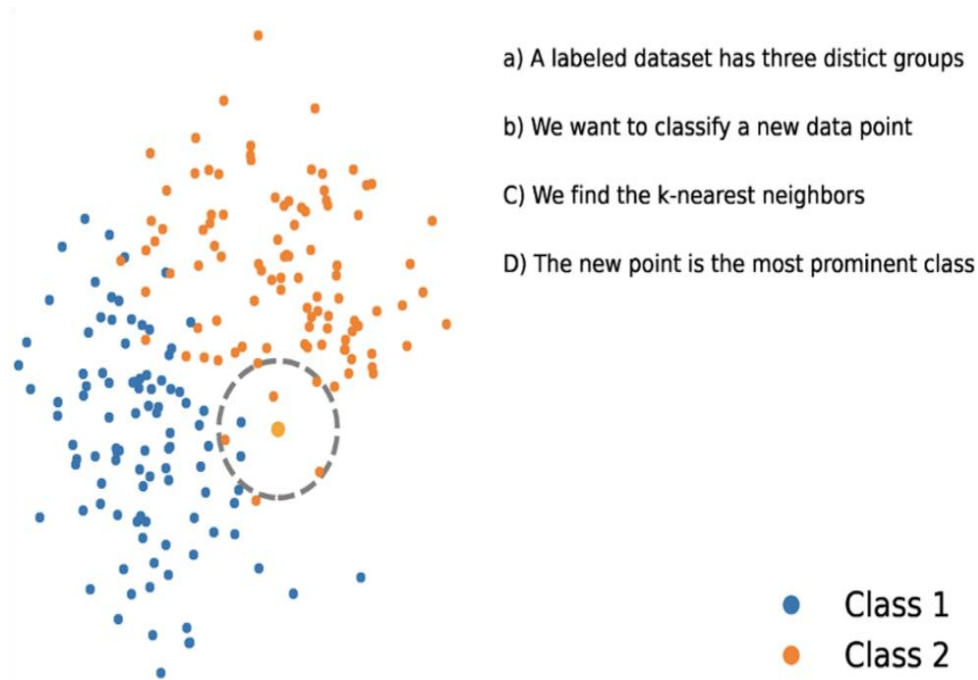 a) A labeled dataset has three distict groups
b) We want to classify a new data point
C) We find the k-nearest neighbors
D) The new point is the most prominent class
Class 1
Class 2